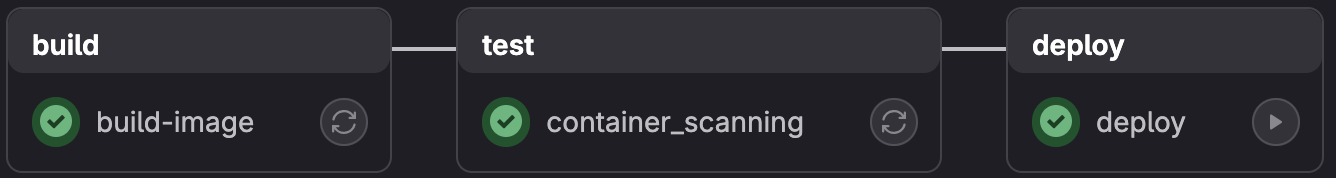 build
build-image
test
container_scanning
deploy
deploy